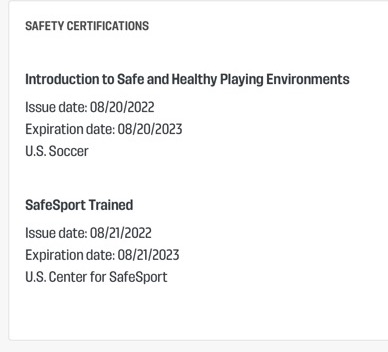 SAFETY CERTIFICATIONS
Introduction to Safe and Healthy Playing Environments
Issue date: 08/20/2022
Expiration date: 08/20/2023
U.S. Soccer
SafeSport Trained
Issue date: 08/21/2022
Expiration date: 08/21/2023
U.S. Center for SafeSport